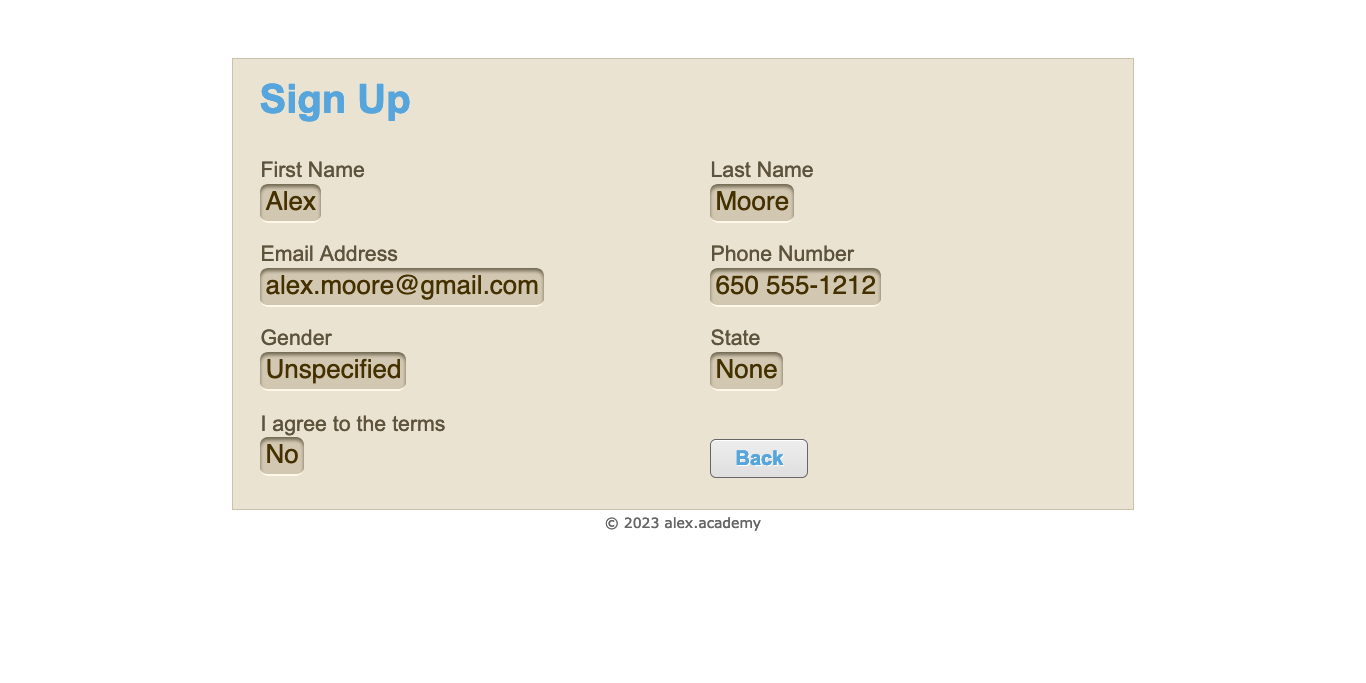 Sign Up
First Name
Last Name
Alex
Moore
Email Address
Phone Number
alex.moore@gmail.com
650 555-1212
Gender
State
Unspecified
None
I agree to the terms
No
Back
© 2023 alex.academy